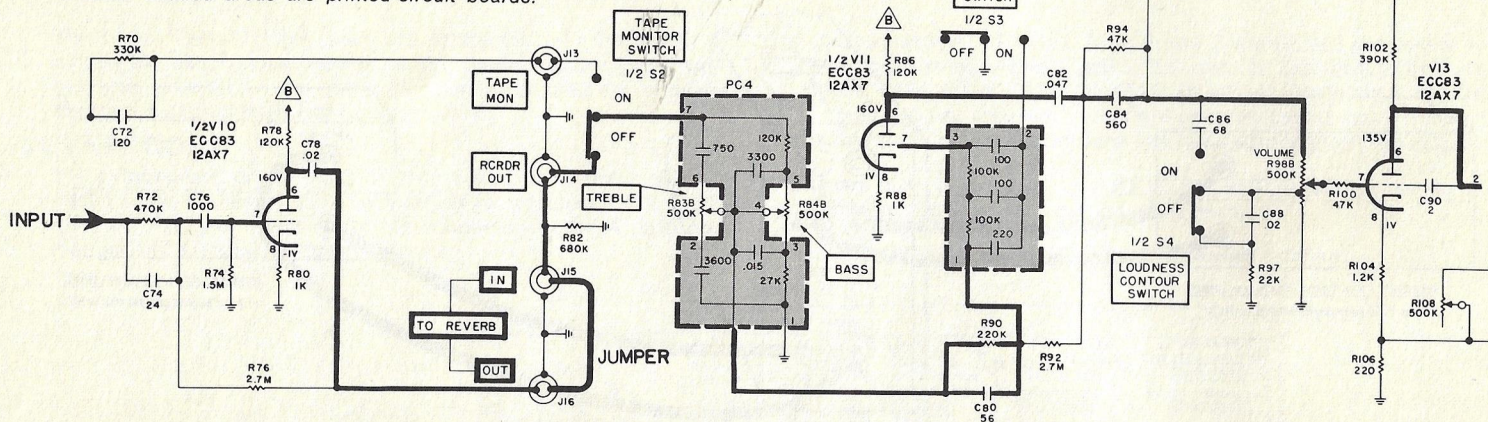 areas are printed circuit boards.
R70
330K
C72
120
INPUT
R72
470K
C74
24
C76
1000
R74
1.5M
1/2 V10
ECC83
12AX7
B
R78
120K
C78
.02
160V
6
7
8
-1V
R80
1K
R76
2.7M
J13
TAPE
MON
RCRDR
OUT
J14
R82
680K
J15
IN
TO REVERB
OUT
JUMPER
J16
TAPE
MONITOR
SWITCH
1/2 S2
ON
OFF
TREBLE
R83B
500K
PC4
7
750
120K
3300
6
5
4
R84B
500K
2
3
3600
.015
27K
1
BASS
B
1/2 V11
ECC83
12AX7
R86
120K
160V
6
7
8
1V
R88
1K
1/2 S3
OFF
ON
3
2
100
100K
100
100K
220
1
R90
220K
C80
56
R92
2.7M
C82
.047
R94
47K
C84
560
C86
68
ON
OFF
1/2 S4
LOUDNESS
CONTOUR
SWITCH
C88
.02
R97
22K
VOLUME
R98B
500K
R100
47K
R102
390K
V13
ECC83
12AX7
135V
6
7
8
1V
C90
2
2
R104
1.2K
R106
220
R108
500K